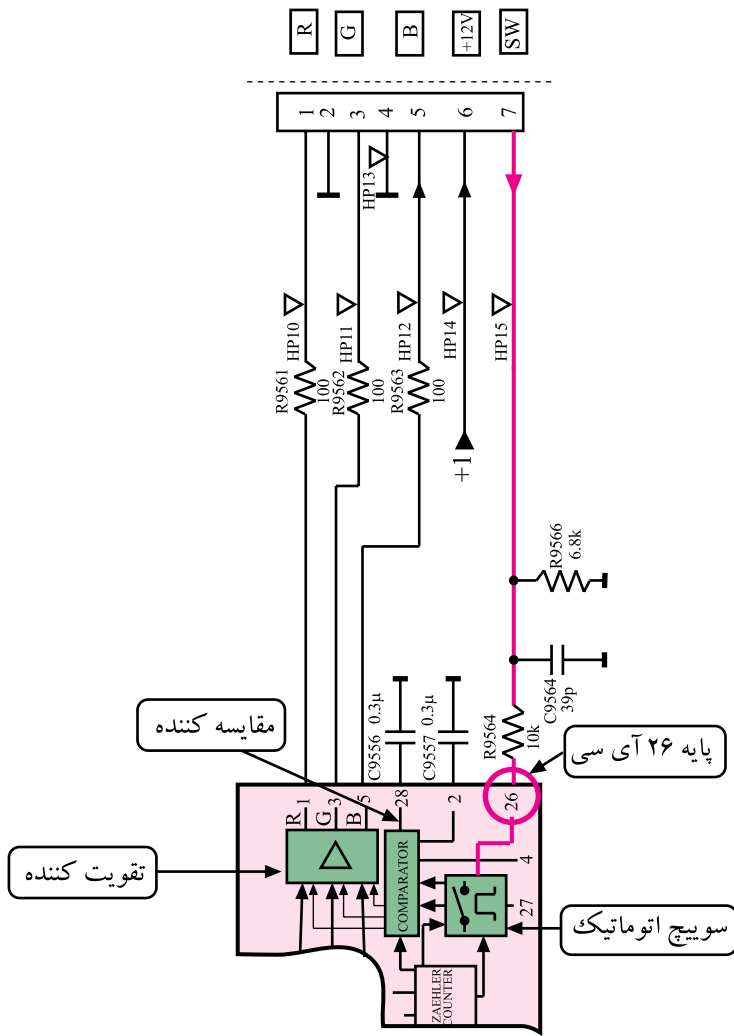 R
G
B
+12V
SW
1
2
3
4
5
6
7
HP13
HP10
HP11
HP12
HP14
HP15
R9561
100
R9562
100
R9563
100
+1
R9566
6.8k
C9564
39p
R9564
10k
C9556 0.3µ
C9557 0.3µ
مقایسه کننده
پایه ۲۶ آی سی
R 1
G 3
B 5
28
2
26
4
27
تقویت کننده
COMPARATOR
سوییچ اتوماتیک
ZAEHLER
COUNTER